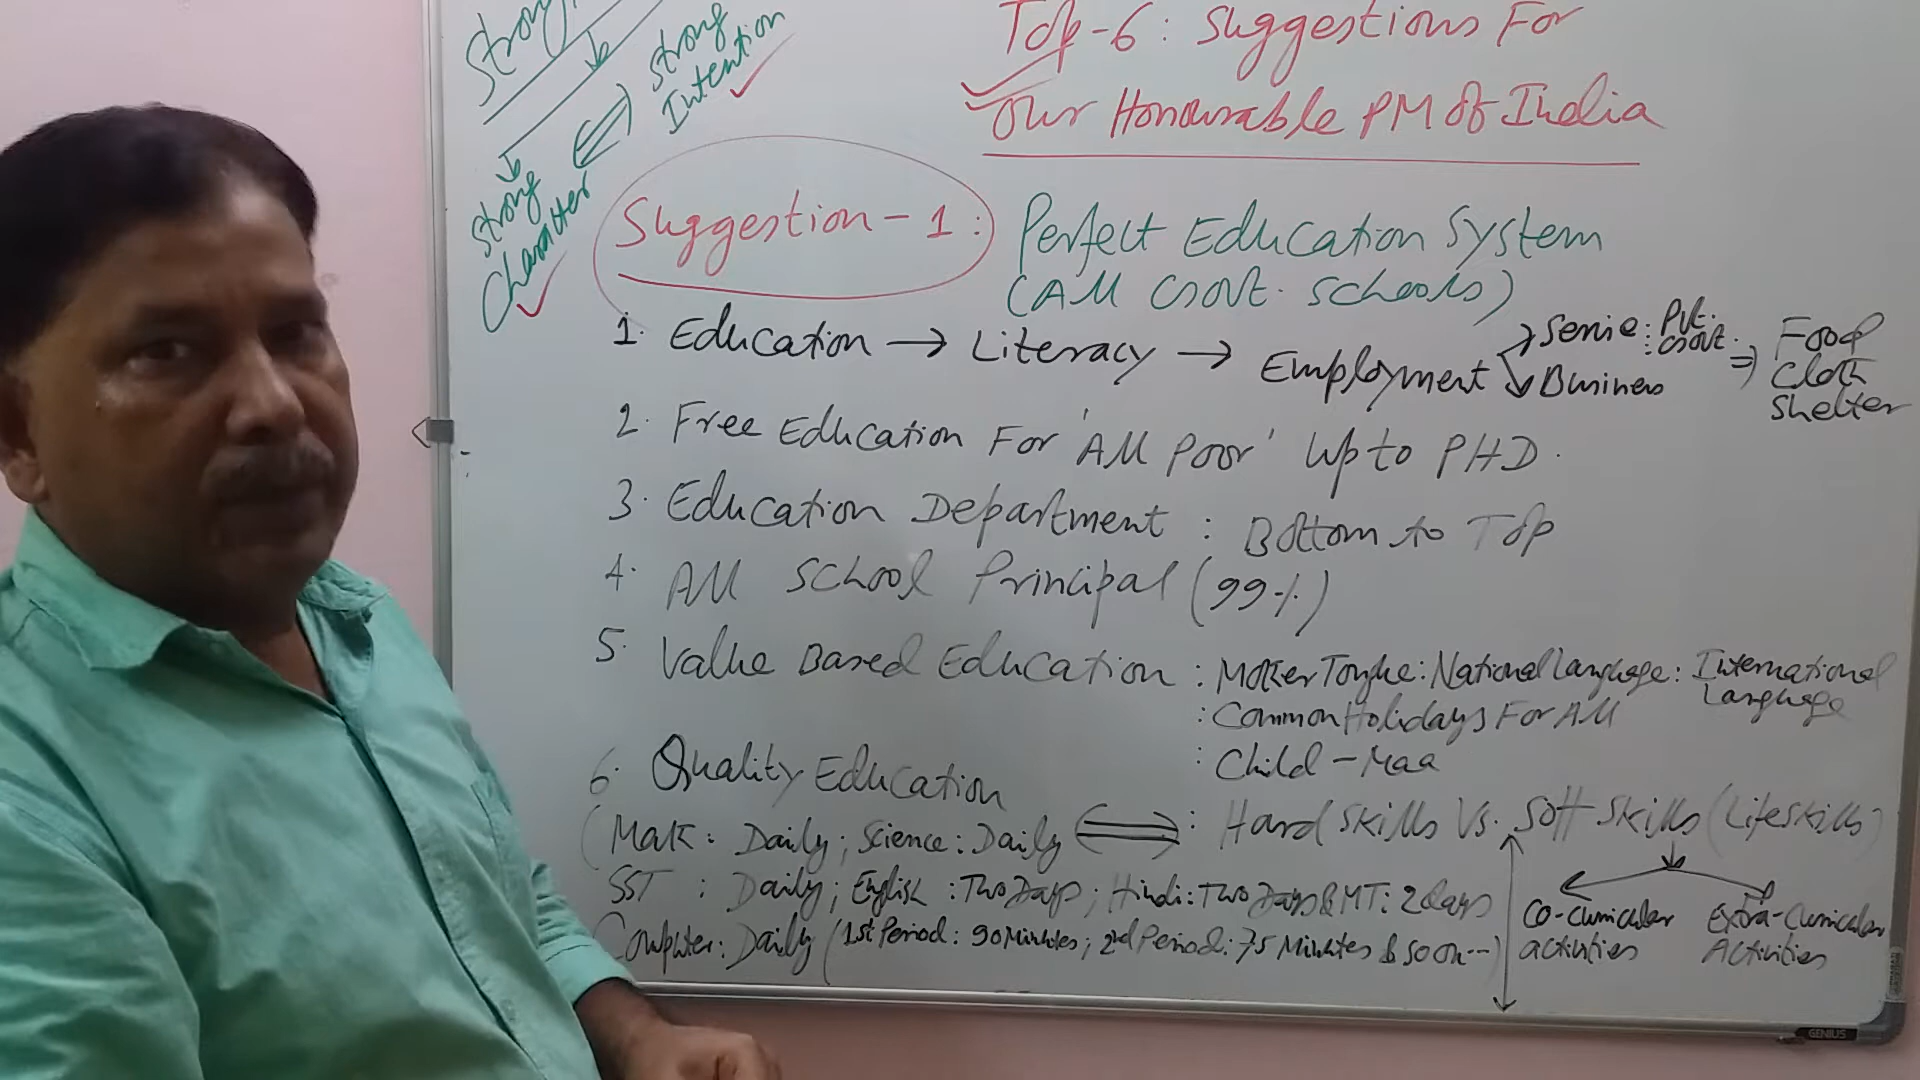 Strong
Strong
Intention
Strong
Character
Top-6: Suggestions For
Our Honourable PM Of India
Suggestion-1: Perfect Education System
(All Govt. Schools)
1. Education → Literacy → Employment
Service: Pvt.
: Govt.
Business
⇒ Food
Cloth
Shelter
2. Free Education For 'All Poor' Up to PHD.
3. Education Department: Bottom to Top
4. All School Principal (99%)
5. Value Based Education: Mother Tongue: National Language: International
Language
: Common Holidays For All
: Child - Maa
6. Quality Education
(Math: Daily; Science: Daily ⟺ : Hard Skills Vs. Soft Skills (Life Skills)
SST : Daily; English: Two Days; Hindi: Two Days & MT: 2 days
Computer: Daily (1st Period: 90 Minutes; 2nd Period: 75 Minutes & so on--)
Co-Curricular
activities
Extra-Curricular
Activities
GENIUS